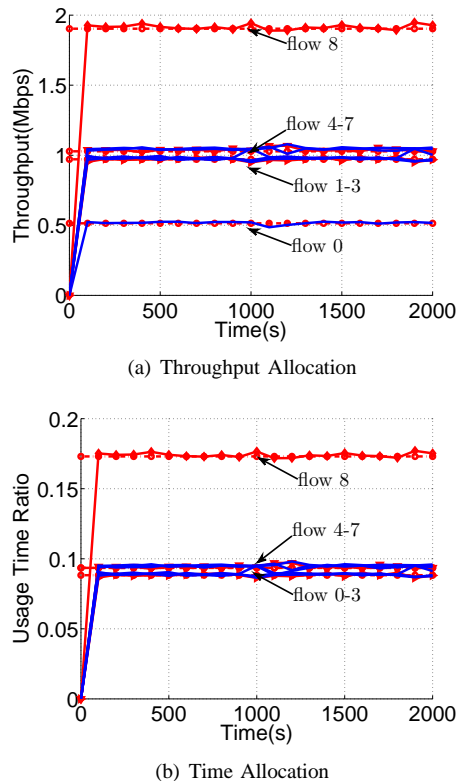 2
flow 8
1.5
flow 4-7
1
flow 1-3
0.5
flow 0
0
Throughput(Mbps)
500 1000 1500 2000
Time(s)
(a) Throughput Allocation
0.2
flow 8
0.15
flow 4-7
0.1
flow 0-3
0.05
0
Usage Time Ratio
0 500 1000 1500 2000
Time(s)
(b) Time Allocation